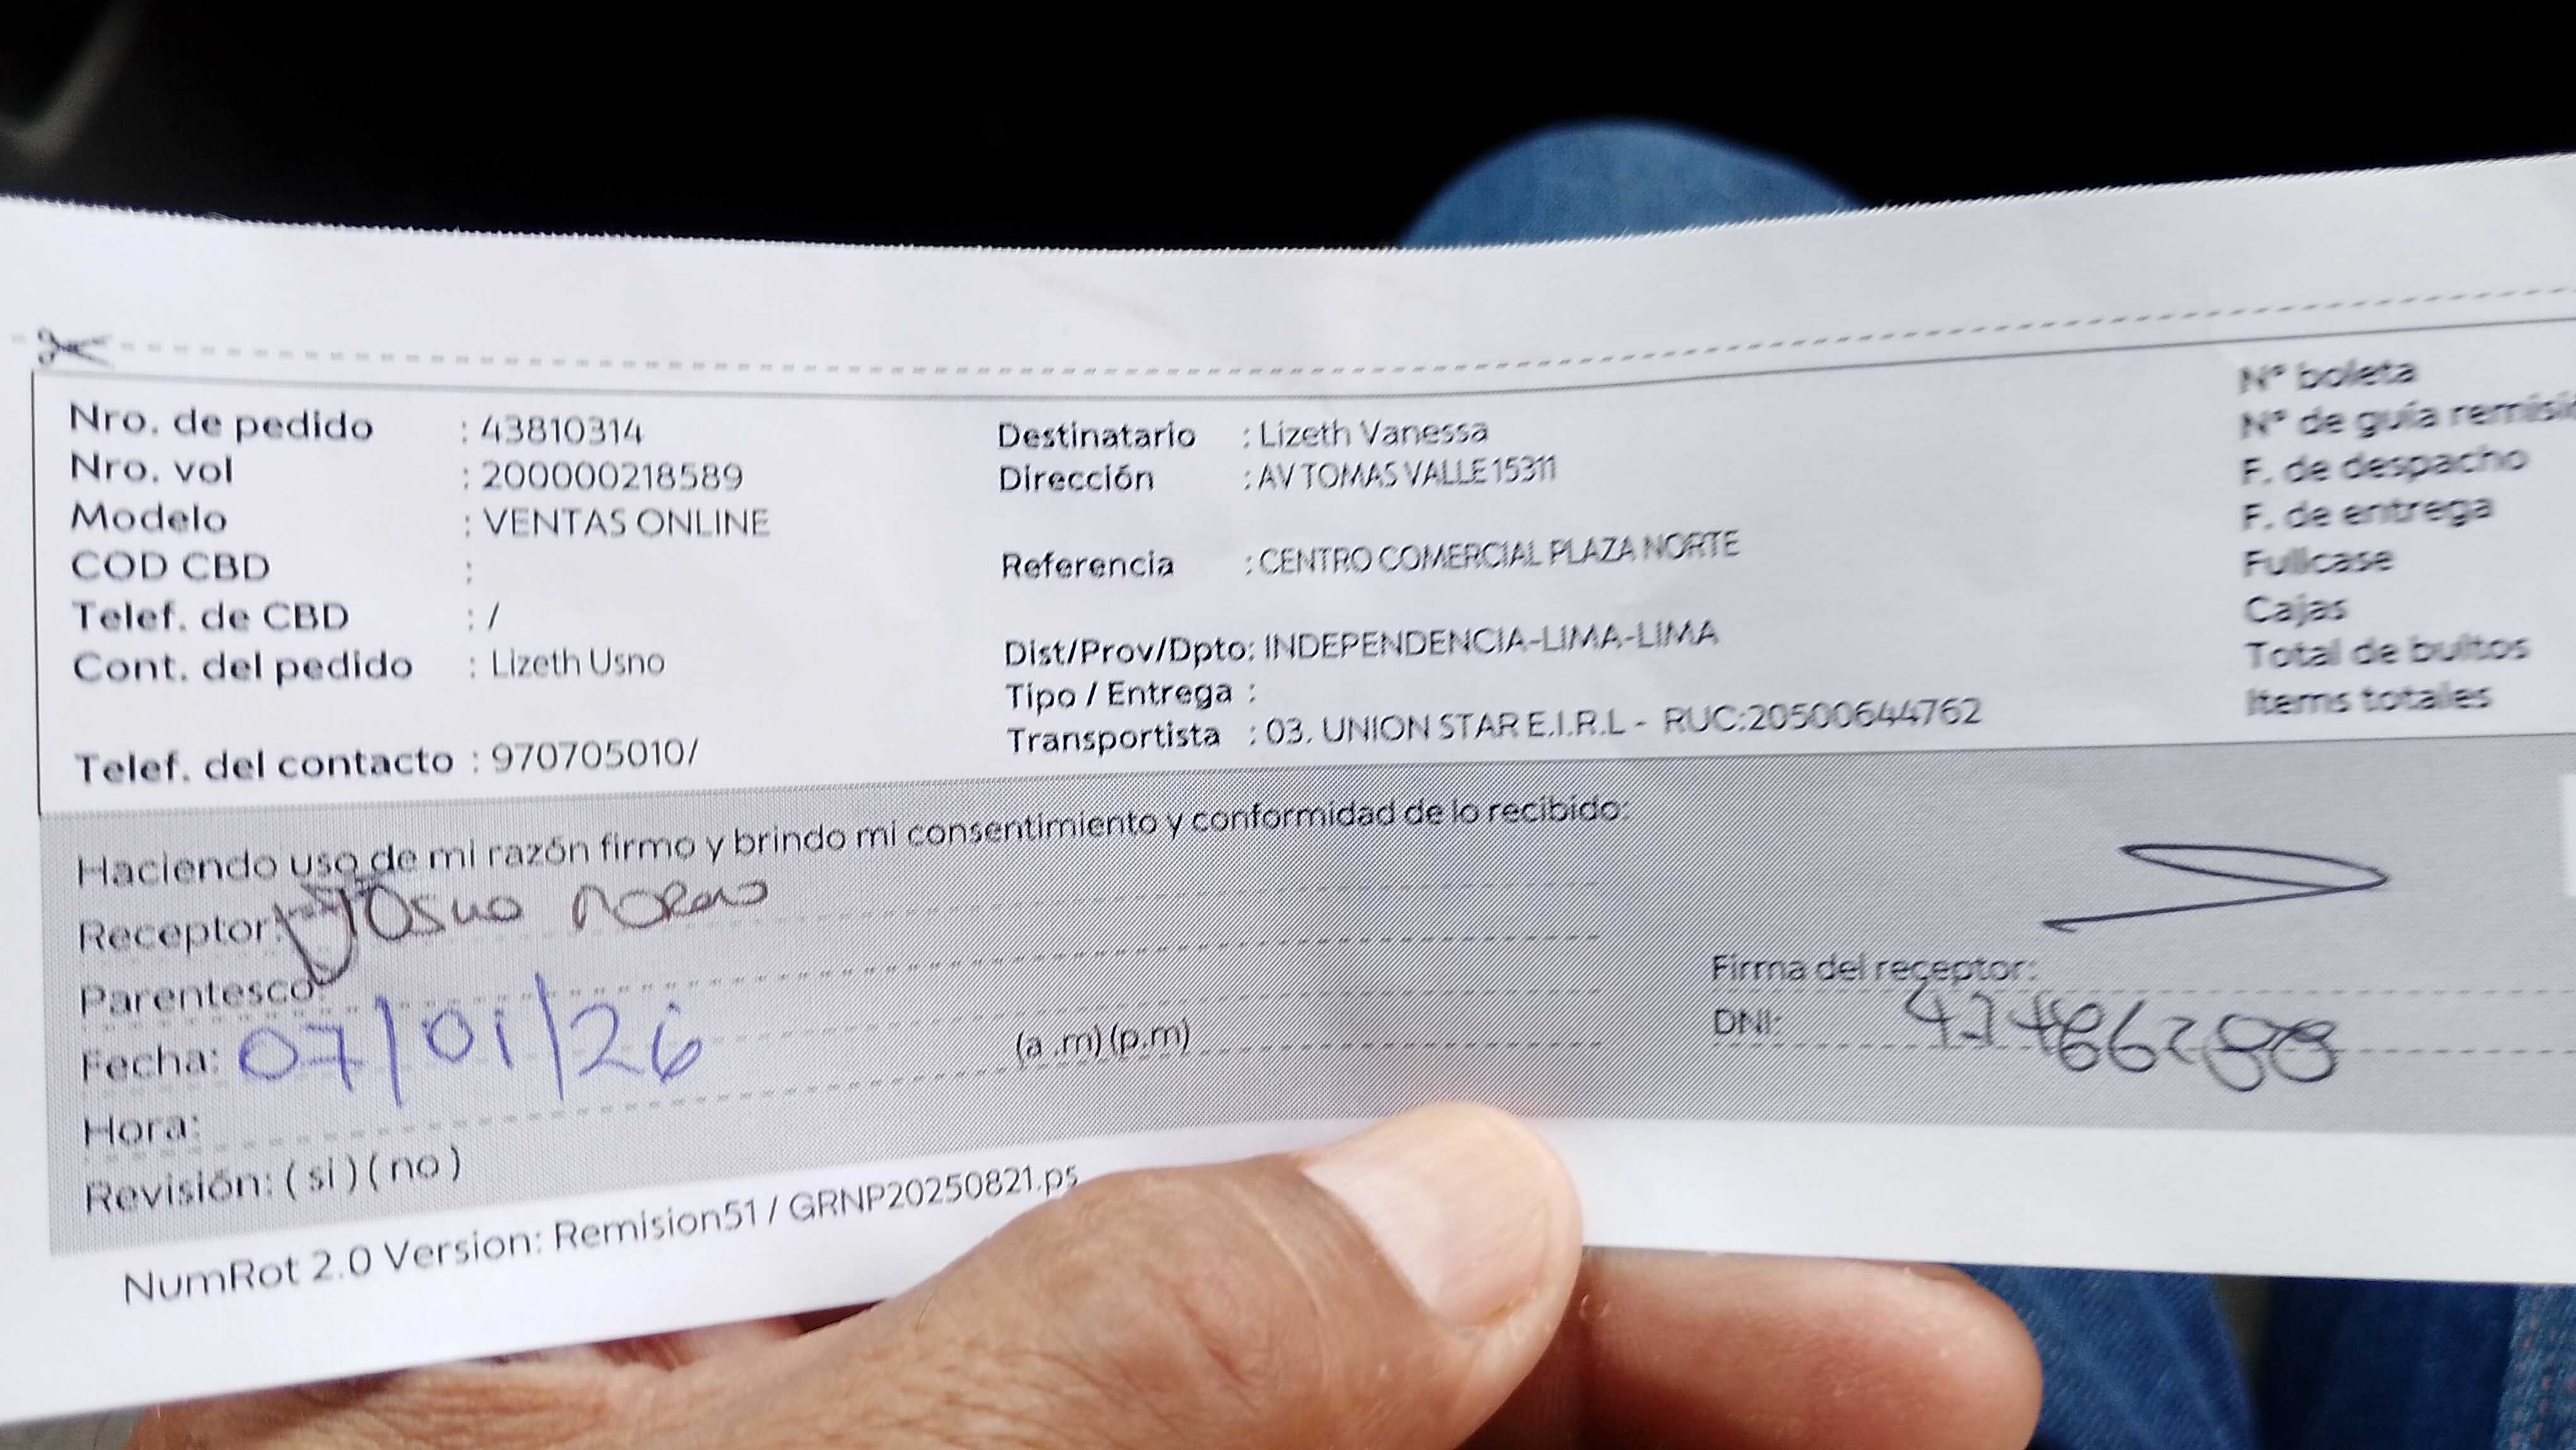 Nro. de pedido : 43810314
Nro. vol : 200000218589
Modelo : VENTAS ONLINE
COD CBD :
Telef. de CBD : /
Cont. del pedido : Lizeth Usno
Telef. del contacto : 970705010/
Destinatario : Lizeth Vanessa
Dirección : AV TOMAS VALLE 15311
Referencia : CENTRO COMERCIAL PLAZA NORTE
Dist/Prov/Dpto: INDEPENDENCIA-LIMA-LIMA
Tipo / Entrega :
Transportista : 03. UNION STAR E.I.R.L - RUC:20500644762
N° boleta
N° de guía
F. de despacho
F. de entrega
Fullcase
Cajas
Total de bultos
Items totales
Haciendo uso de mi razón firmo y brindo mi consentimiento y conformidad de lo recibido:
Receptor:
Parentesco:
Fecha: 07/01/26
Hora: (a.m) (p.m)
Revisión: ( si ) ( no )
Firma del receptor:
DNI:
NumRot 2.0 Version: Remision51 / GRNP20250821.ps